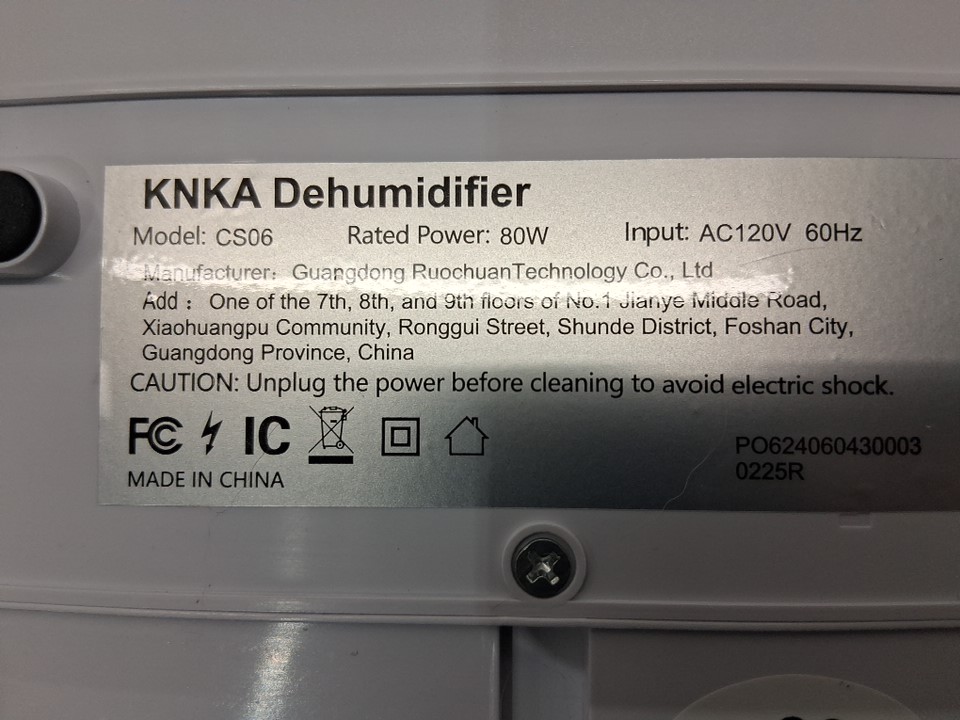 KNKA Dehumidifier
Model: CS06 Rated Power: 80W Input: AC120V 60Hz
Manufacturer: Guangdong RuochuanTechnology Co., Ltd
Add : One of the 7th, 8th, and 9th floors of No.1 Jianye Middle Road,
Xiaohuangpu Community, Ronggui Street, Shunde District, Foshan City,
Guangdong Province, China
CAUTION: Unplug the power before cleaning to avoid electric shock.
FC IC
PO624060430003
0225R
MADE IN CHINA